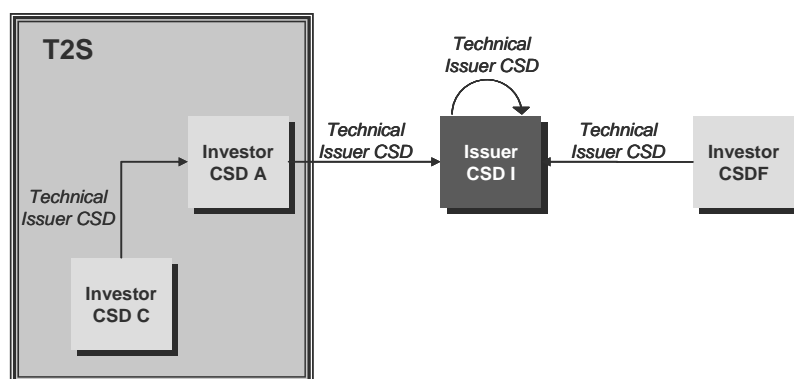 T2S
Technical
Issuer CSD
Investor
CSD A
Technical
Issuer CSD
Issuer
CSD I
Technical
Issuer CSD
Investor
CSDF
Technical
Issuer CSD
Investor
CSD C